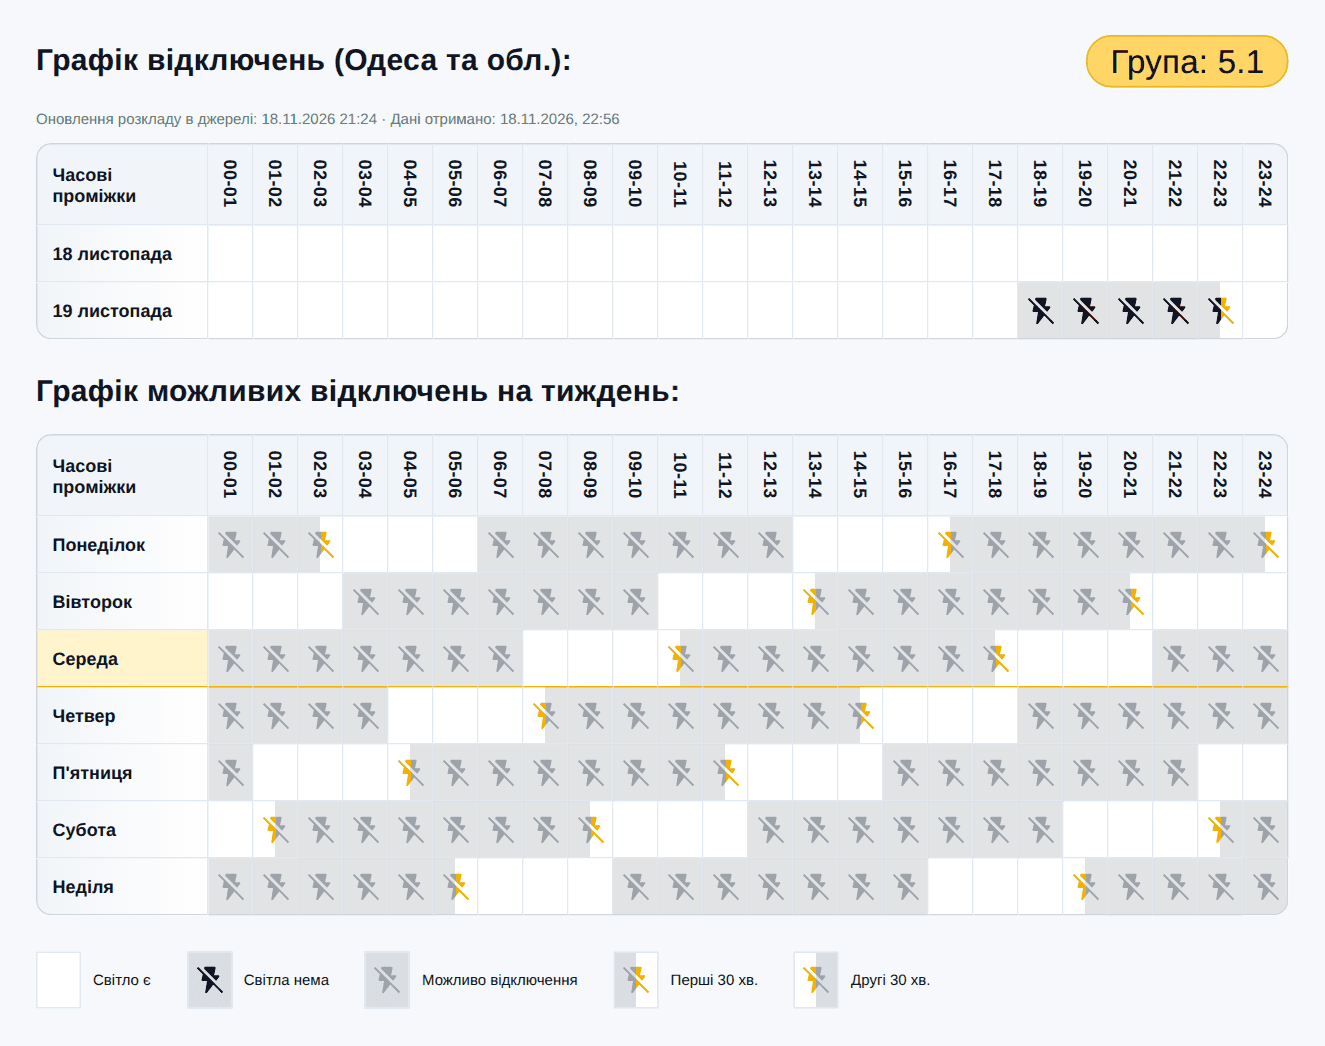 Графік відключень (Одеса та обл.):
Група: 5.1
Оновлення розкладу в джерелі: 18.11.2026 21:24 · Дані отримано: 18.11.2026, 22:56
Часові проміжки 00-01 01-02 02-03 03-04 04-05 05-06 06-07 07-08 08-09 09-10 10-11 11-12 12-13 13-14 14-15 15-16 16-17 17-18 18-19 19-20 20-21 21-22 22-23 23-24
18 листопада
19 листопада
Графік можливих відключень на тиждень:
Часові проміжки 00-01 01-02 02-03 03-04 04-05 05-06 06-07 07-08 08-09 09-10 10-11 11-12 12-13 13-14 14-15 15-16 16-17 17-18 18-19 19-20 20-21 21-22 22-23 23-24
Понеділок
Вівторок
Середа
Четвер
П'ятниця
Субота
Неділя
Світло є Світла нема Можливо відключення Перші 30 хв. Другі 30 хв.